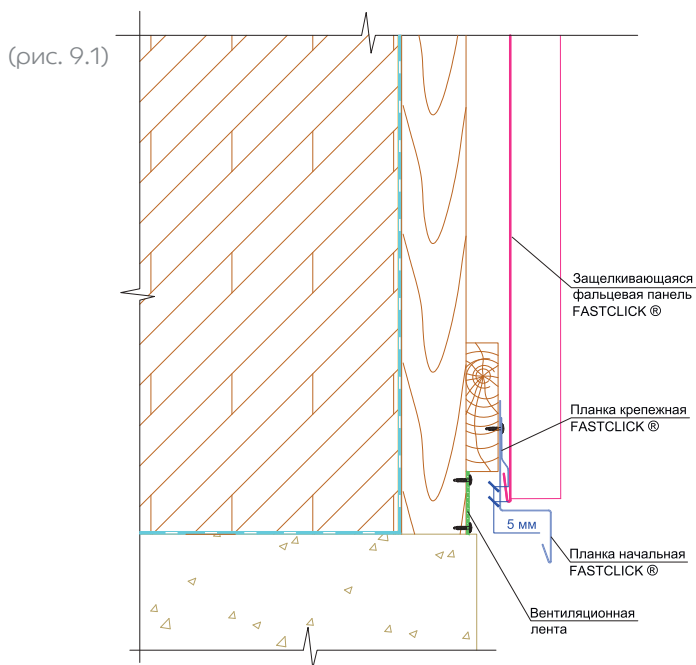 (рис. 9.1)
Защелкивающаяся
фальцевая панель
FASTCLICK ®
Планка крепежная
FASTCLICK ®
5 мм
Планка начальная
FASTCLICK ®
Вентиляционная
лента